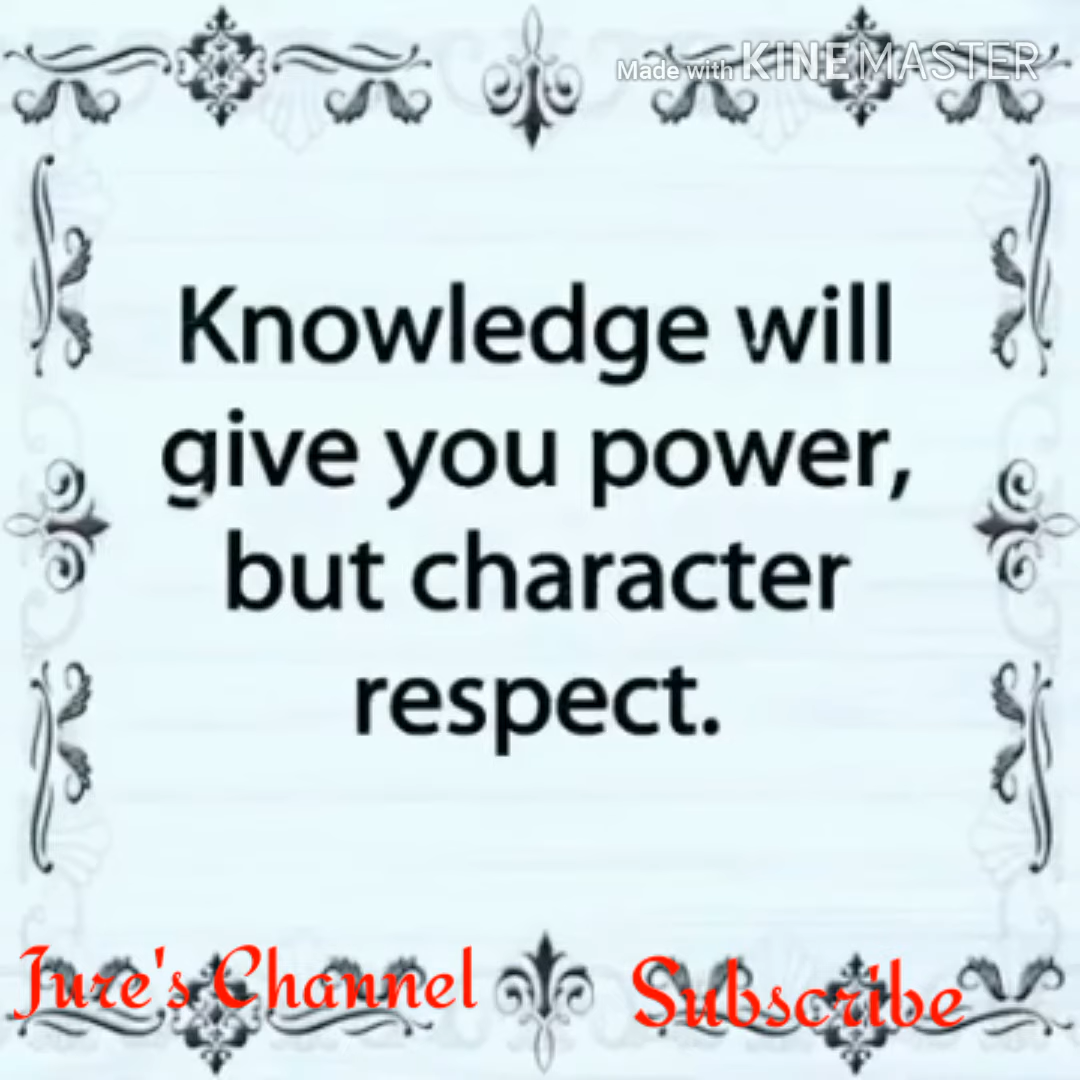 Made with KINEMASTER
Knowledge will
give you power,
but character
respect.
Jure's Channel Subscribe